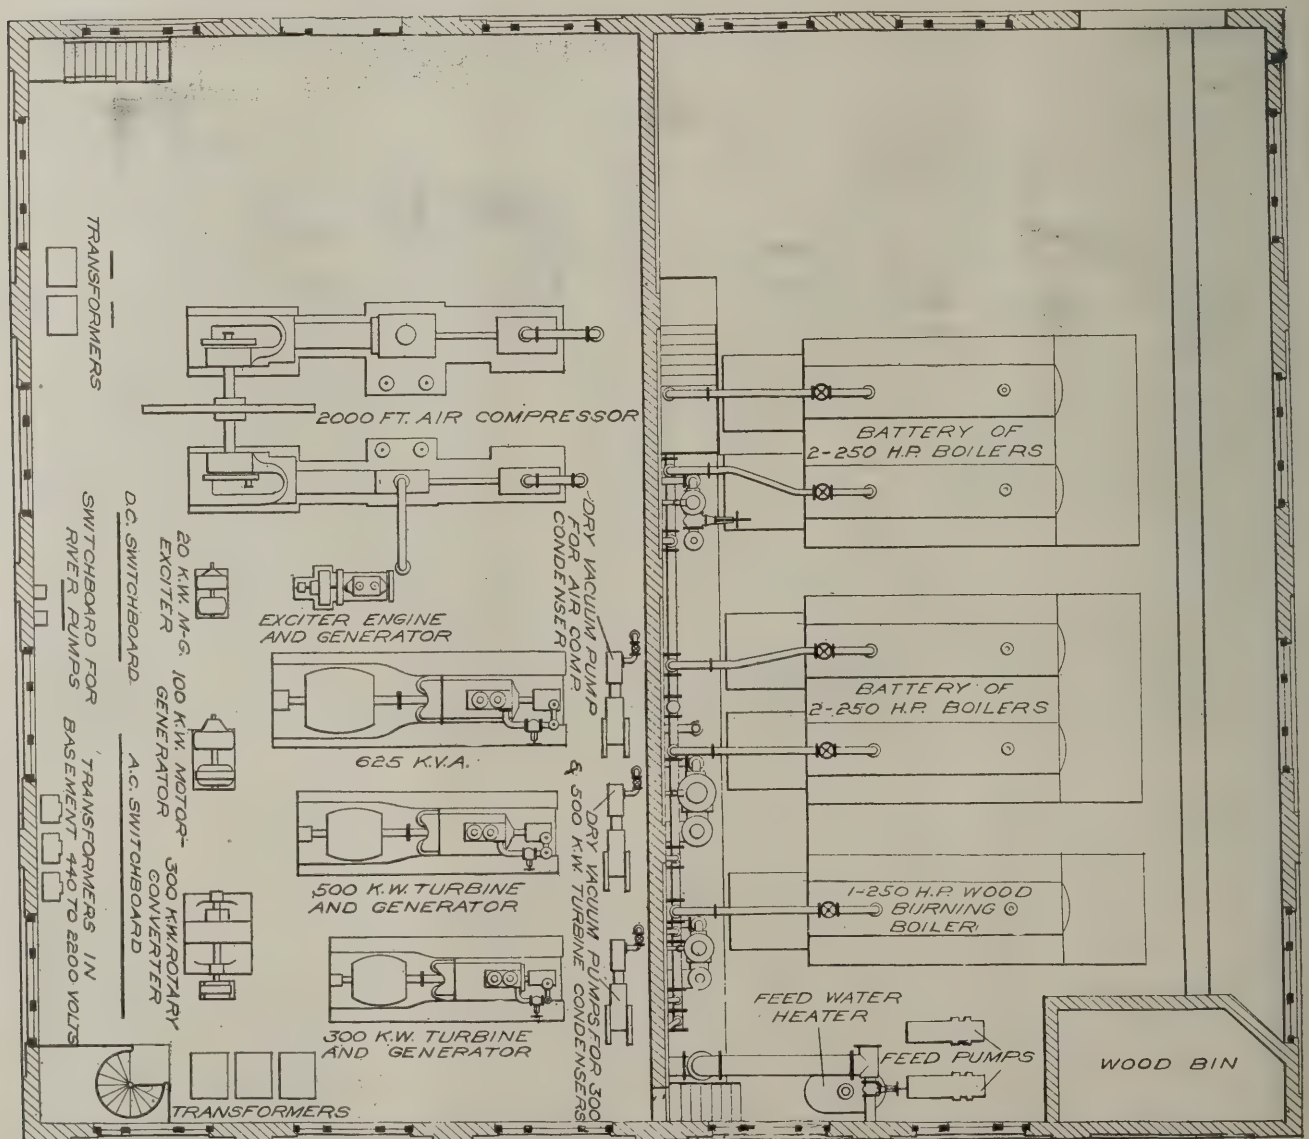 TRANSFORMERS
2000 FT. AIR COMPRESSOR
BATTERY OF
2-250 H.P. BOILERS
D.C. SWITCHBOARD.
SWITCHBOARD FOR
RIVER PUMPS
20 K.W. M-G.
EXCITER
EXCITER ENGINE
AND GENERATOR
DRY VACUUM PUMP
FOR AIR COMP.
CONDENSER
100 K.W. MOTOR-
GENERATOR
625 K.V.A.
BATTERY OF
2-250 H.P. BOILERS
A.C. SWITCHBOARD
TRANSFORMERS IN
BASEMENT 440 TO 2200 VOLTS
300 K.W. ROTARY
CONVERTER
500 K.W. TURBINE
AND GENERATOR
DRY VACUUM PUMPS FOR 300
& 500 K.W. TURBINE CONDENSERS
1-250 H.P. WOOD
BURNING
BOILER
300 K.W. TURBINE
AND GENERATOR
FEED WATER
HEATER
FEED PUMPS
WOOD BIN
TRANSFORMERS